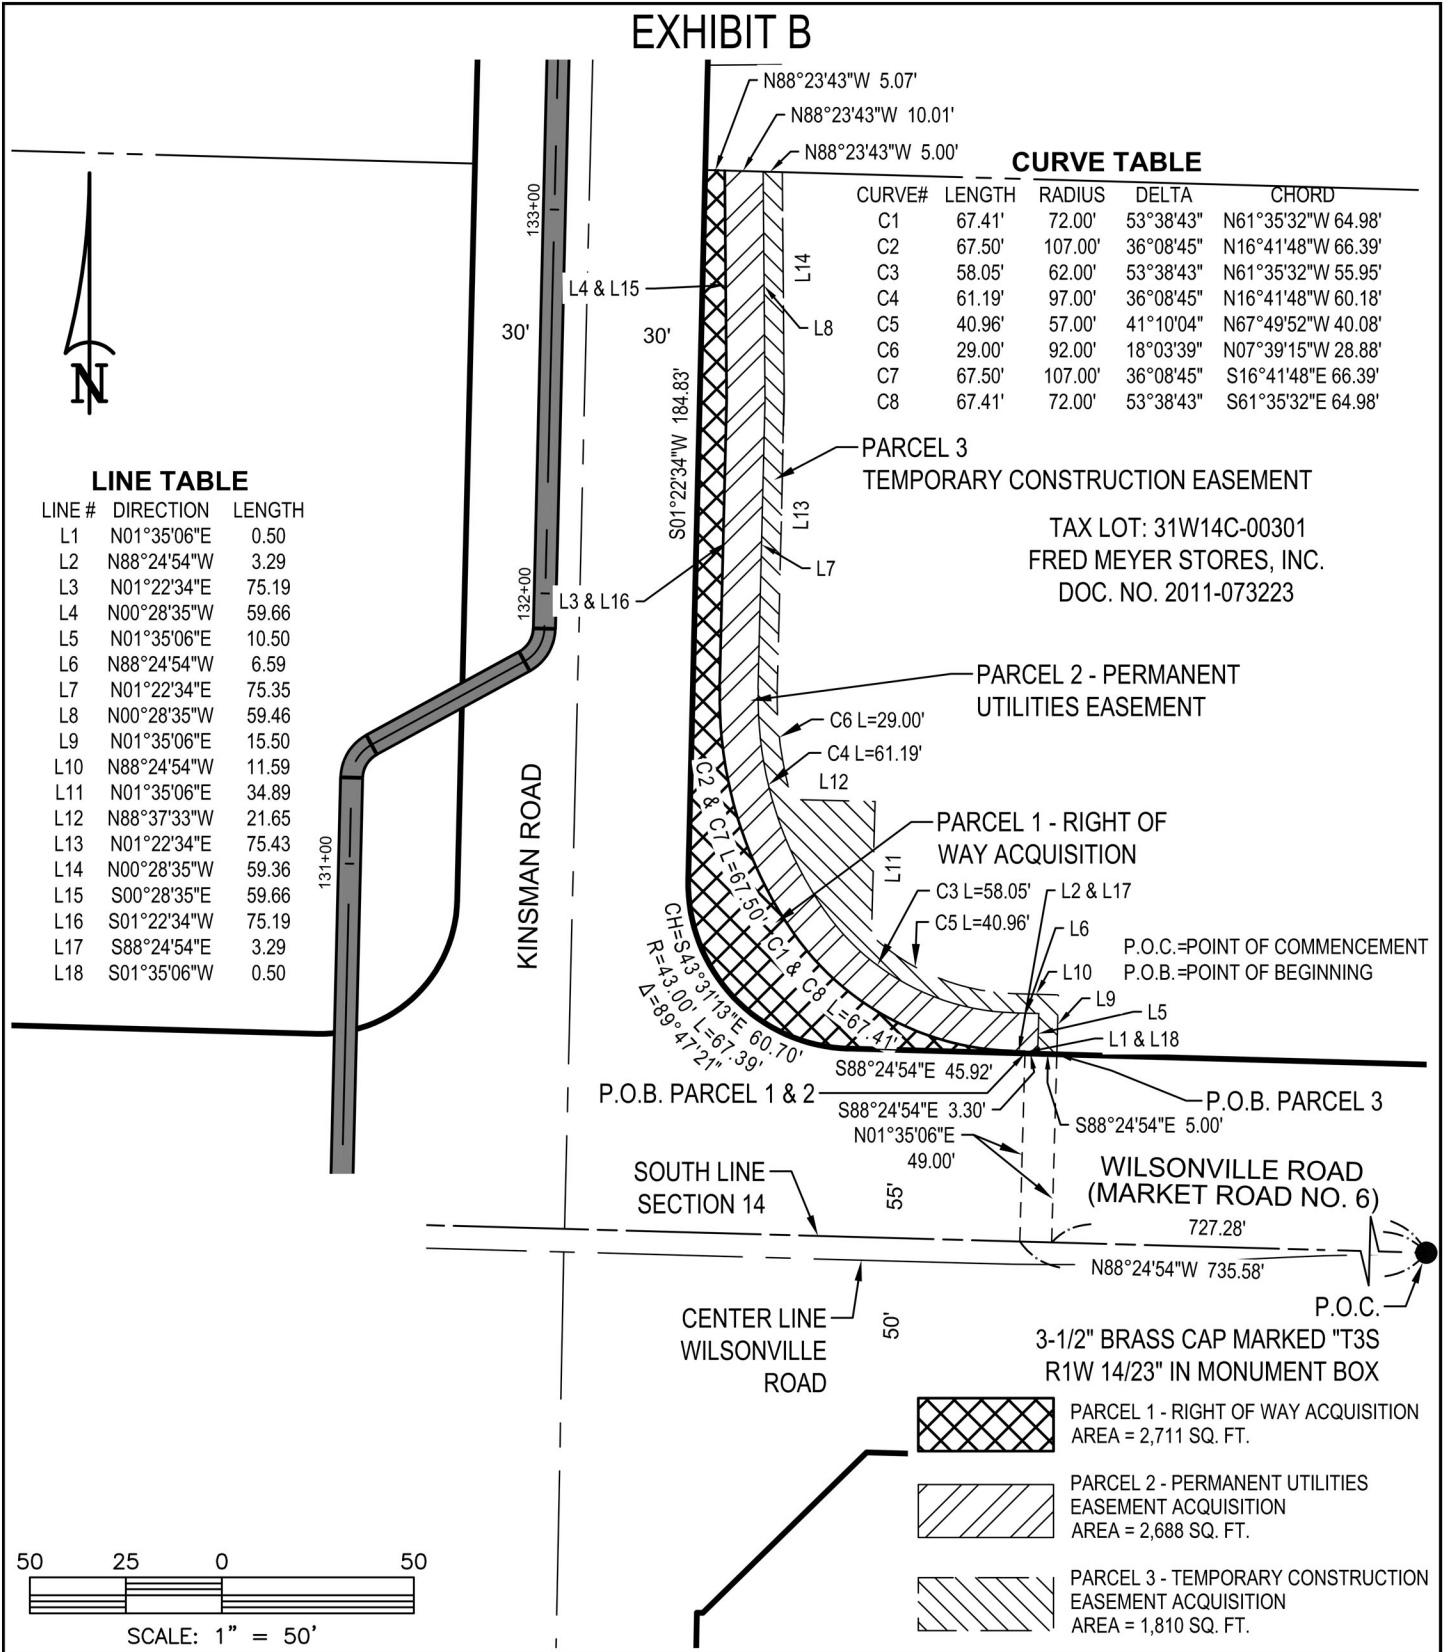 EXHIBIT B
N88°23'43"W 5.07'
N88°23'43"W 10.01'
N88°23'43"W 5.00'
CURVE TABLE
CURVE# LENGTH RADIUS DELTA CHORD
C1 67.41' 72.00' 53°38'43" N61°35'32"W 64.98'
C2 67.50' 107.00' 36°08'45" N16°41'48"W 66.39'
C3 58.05' 62.00' 53°38'43" N61°35'32"W 55.95'
C4 61.19' 97.00' 36°08'45" N16°41'48"W 60.18'
C5 40.96' 57.00' 41°10'04" N67°49'52"W 40.08'
C6 29.00' 92.00' 18°03'39" N07°39'15"W 28.88'
C7 67.50' 107.00' 36°08'45" S16°41'48"E 66.39'
C8 67.41' 72.00' 53°38'43" S61°35'32"E 64.98'
133+00
L4 & L15
L14
L8
30'
30'
N
S01°22'34"W 184.83'
PARCEL 3
TEMPORARY CONSTRUCTION EASEMENT
L13
TAX LOT: 31W14C-00301
FRED MEYER STORES, INC.
DOC. NO. 2011-073223
L7
132+00
L3 & L16
LINE TABLE
LINE # DIRECTION LENGTH
L1 N01°35'06"E 0.50
L2 N88°24'54"W 3.29
L3 N01°22'34"E 75.19
L4 N00°28'35"W 59.66
L5 N01°35'06"E 10.50
L6 N88°24'54"W 6.59
L7 N01°22'34"E 75.35
L8 N00°28'35"W 59.46
L9 N01°35'06"E 15.50
L10 N88°24'54"W 11.59
L11 N01°35'06"E 34.89
L12 N88°37'33"W 21.65
L13 N01°22'34"E 75.43
L14 N00°28'35"W 59.36
L15 S00°28'35"E 59.66
L16 S01°22'34"W 75.19
L17 S88°24'54"E 3.29
L18 S01°35'06"W 0.50
PARCEL 2 - PERMANENT
UTILITIES EASEMENT
C6 L=29.00'
C4 L=61.19'
L12
131+00
KINSMAN ROAD
C2 & C7 L=67.50'
PARCEL 1 - RIGHT OF
WAY ACQUISITION
L11
C3 L=58.05'
L2 & L17
C5 L=40.96'
L6
P.O.C.=POINT OF COMMENCEMENT
P.O.B.=POINT OF BEGINNING
L10
L9
L5
L1 & L18
C1 & C8 L=67.41'
CH=S43°31'13"E 60.70'
R=43.00' L=67.39'
Δ=89°47'21"
S88°24'54"E 45.92'
P.O.B. PARCEL 1 & 2
S88°24'54"E 3.30'
P.O.B. PARCEL 3
S88°24'54"E 5.00'
N01°35'06"E
49.00'
SOUTH LINE
SECTION 14
55'
WILSONVILLE ROAD
(MARKET ROAD NO. 6)
727.28'
N88°24'54"W 735.58'
P.O.C.
CENTER LINE
WILSONVILLE
ROAD
50'
3-1/2" BRASS CAP MARKED "T3S
R1W 14/23" IN MONUMENT BOX
PARCEL 1 - RIGHT OF WAY ACQUISITION
AREA = 2,711 SQ. FT.
PARCEL 2 - PERMANENT UTILITIES
EASEMENT ACQUISITION
AREA = 2,688 SQ. FT.
PARCEL 3 - TEMPORARY CONSTRUCTION
EASEMENT ACQUISITION
AREA = 1,810 SQ. FT.
50 25 0 50
SCALE: 1" = 50'